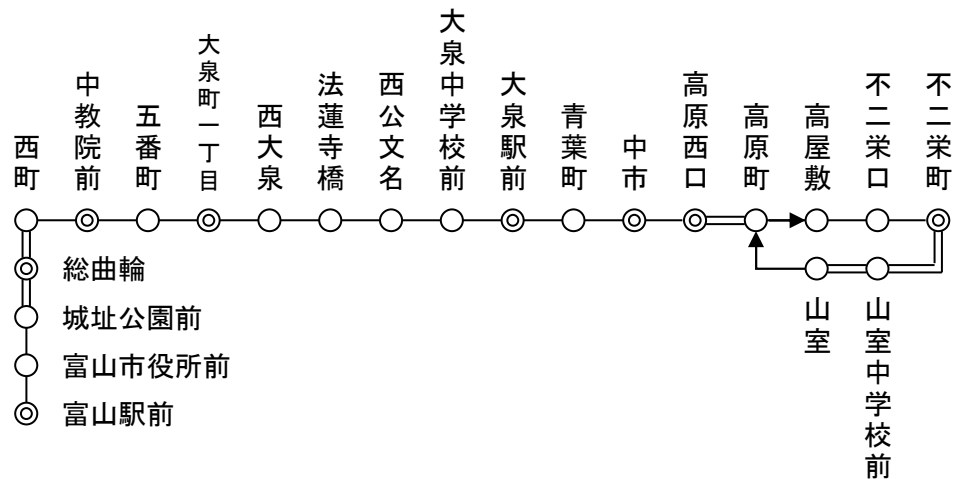 西町
中教院前
五番町
大泉町一丁目
西大泉
法蓮寺橋
西公文名
大泉中学校前
大泉駅前
青葉町
中市
高原西口
高原町
高屋敷
不二栄口
不二栄町
総曲輪
城址公園前
富山市役所前
富山駅前
山室
山室中学校前